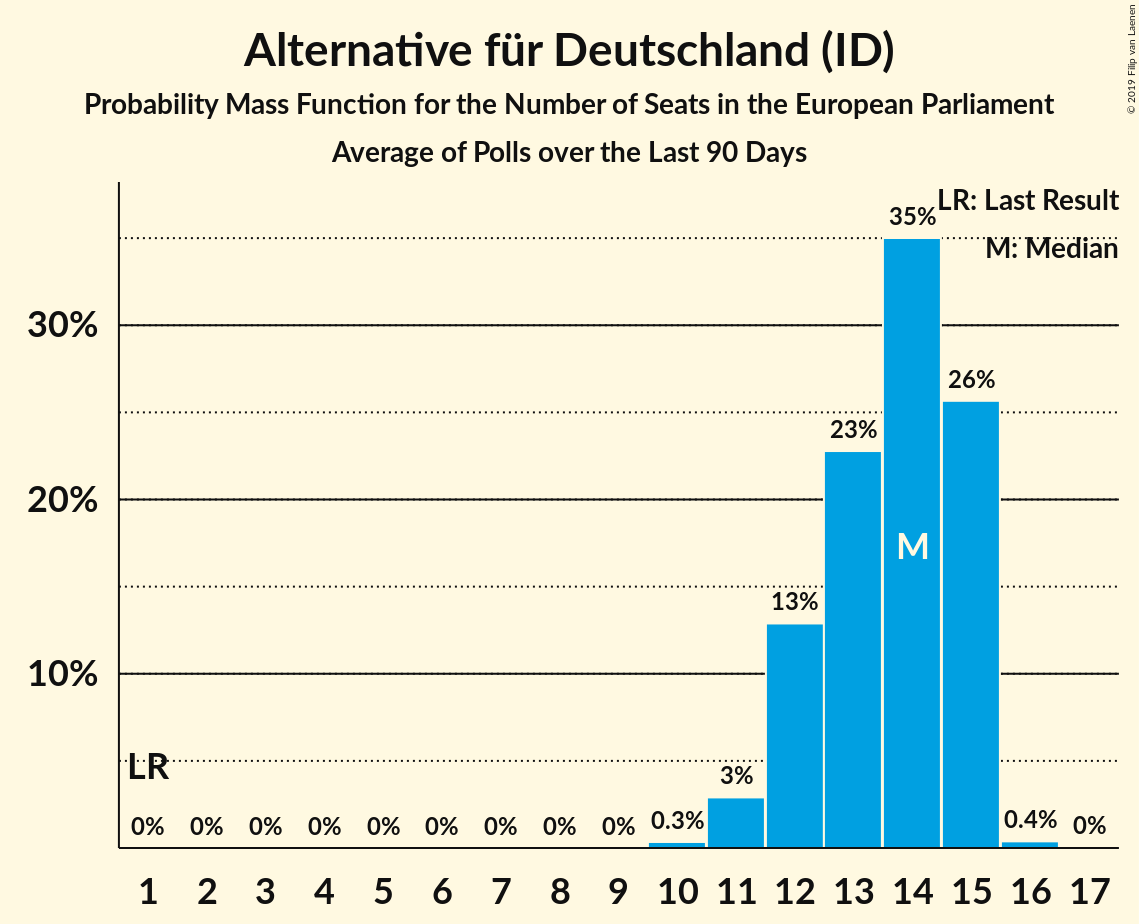 Alternative für Deutschland (ID)
Probability Mass Function for the Number of Seats in the European Parliament
Average of Polls over the Last 90 Days
© 2019 Filip van Laenen
LR: Last Result
M: Median
35%
30%
26%
23%
20%
M
13%
10%
LR
3%
0% 0% 0% 0% 0% 0% 0% 0% 0% 0.3% 0.4% 0%
1 2 3 4 5 6 7 8 9 10 11 12 13 14 15 16 17